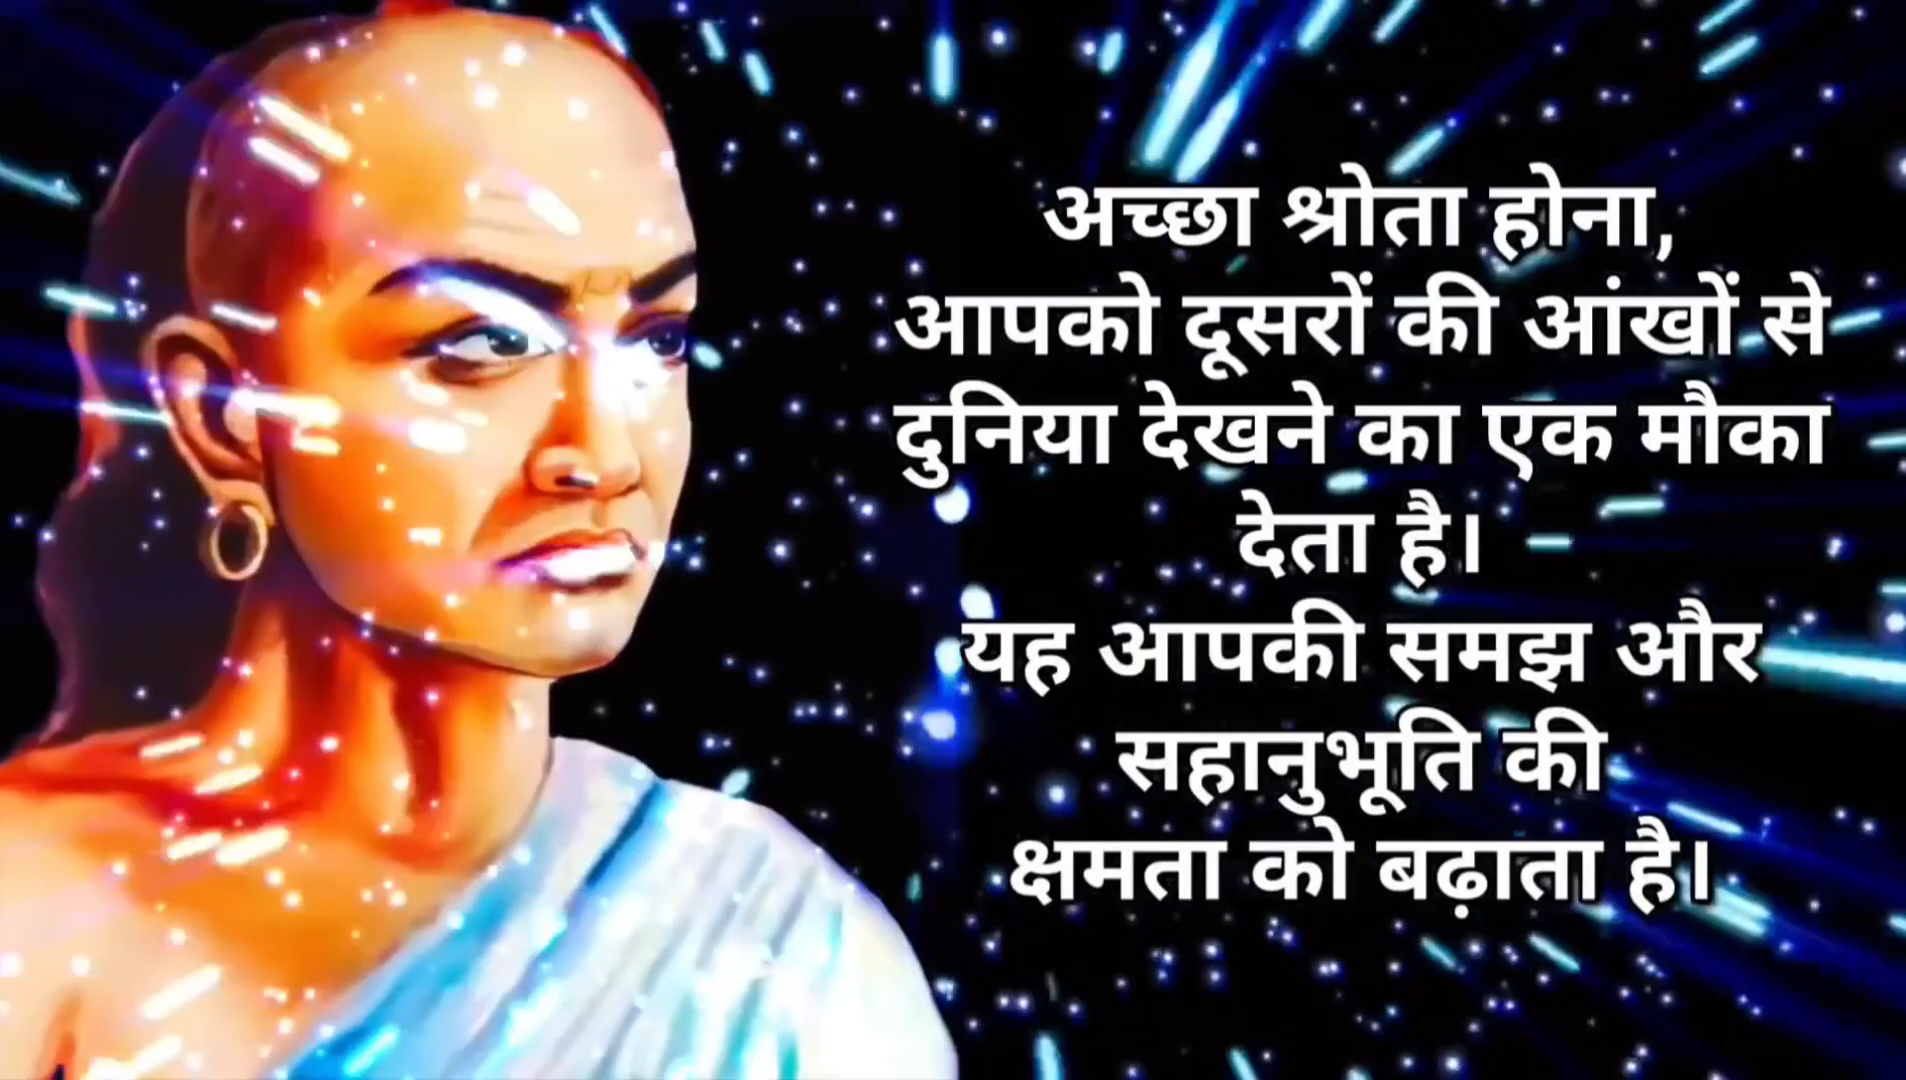 अच्छा श्रोता होना,
आपको दूसरों की आंखों से
दुनिया देखने का एक मौका
देता है।
यह आपकी समझ और
सहानुभूति की
क्षमता को बढ़ाता है।